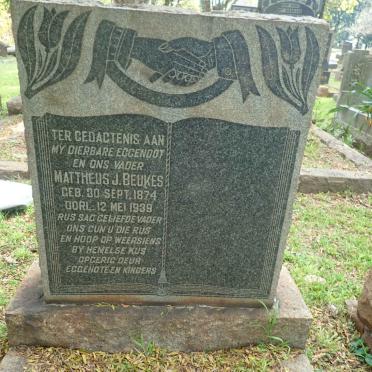 TER GEDAGTENIS AAN
MY DIERBARE EGGENOOT
EN ONS VADER
MATTHEUS J. BEUKES
GEB. 30 SEPT. 1874
OORL. 12 MEI 1939
RUS SAG GELIEFDE VADER
ONS GUN U DIE RUS
EN HOOP OP WEERSIENS
BY HEMELSE KUS
OPGERIG DEUR
EGGENOTE EN KINDERS